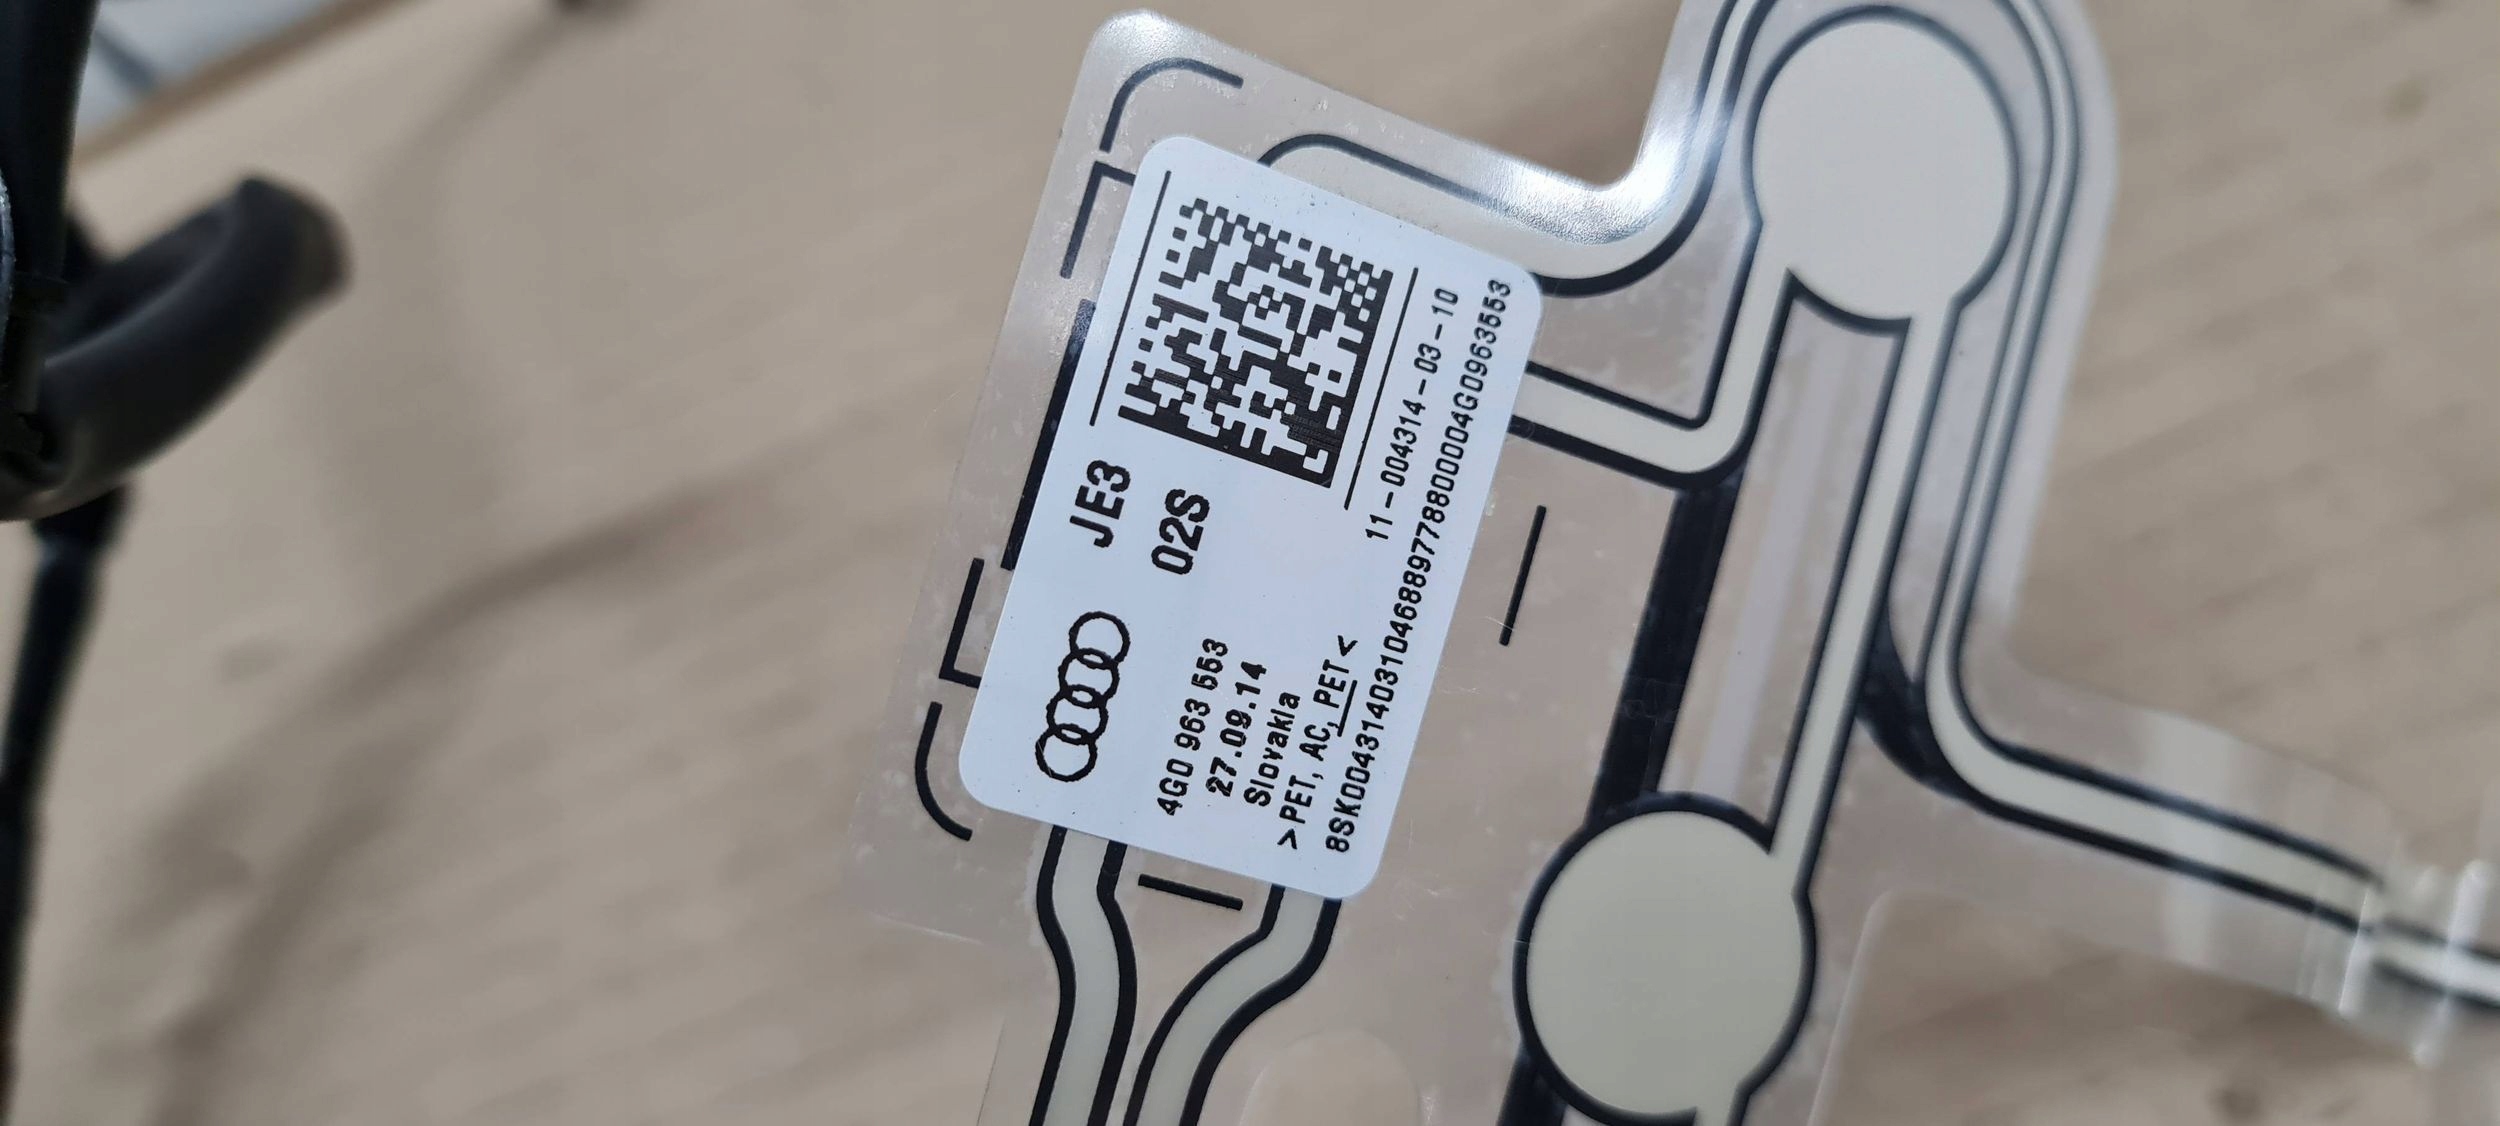 JE3
02S
4G0 963 553
27.09.14
Slovakia
>PET, AC, PET<
11-004314-03-10
8SK004314031046889778800004G0963553